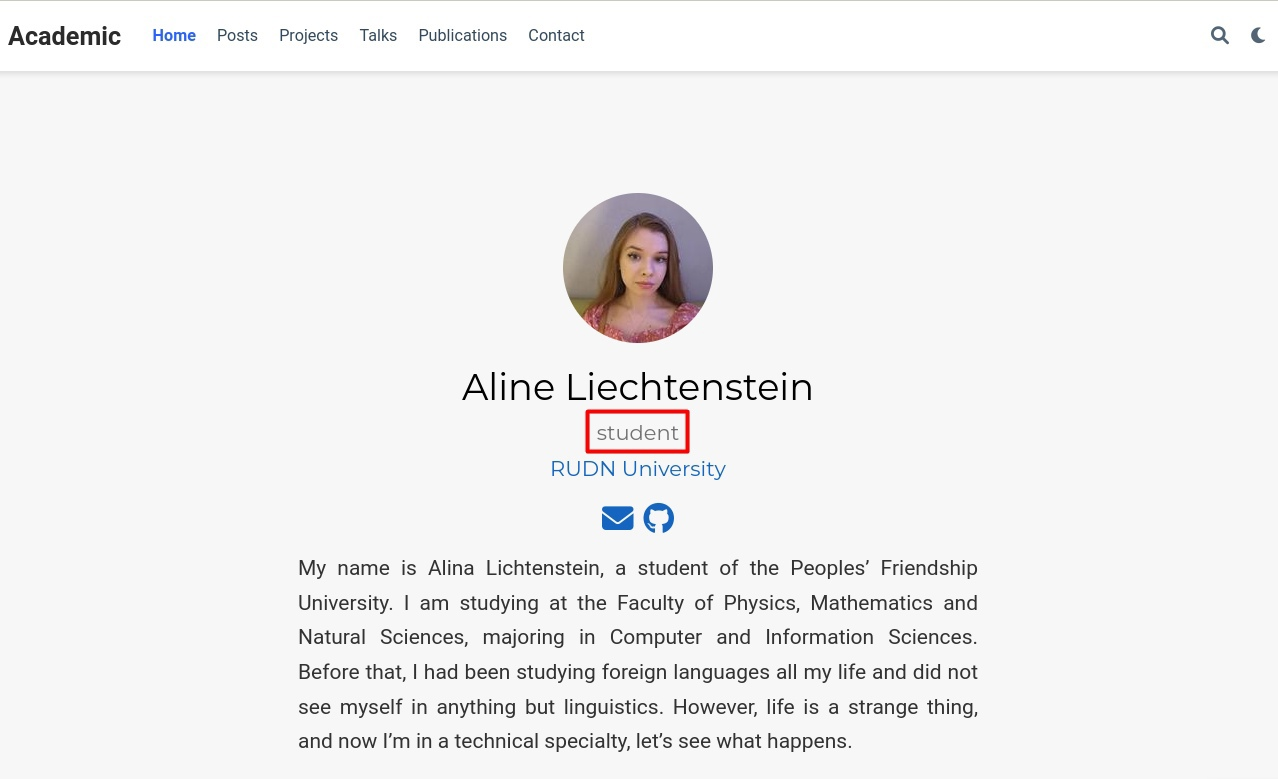 Academic Home Posts Projects Talks Publications Contact
Aline Liechtenstein
student
RUDN University
My name is Alina Lichtenstein, a student of the Peoples’ Friendship
University. I am studying at the Faculty of Physics, Mathematics and
Natural Sciences, majoring in Computer and Information Sciences.
Before that, I had been studying foreign languages all my life and did not
see myself in anything but linguistics. However, life is a strange thing,
and now I’m in a technical specialty, let’s see what happens.